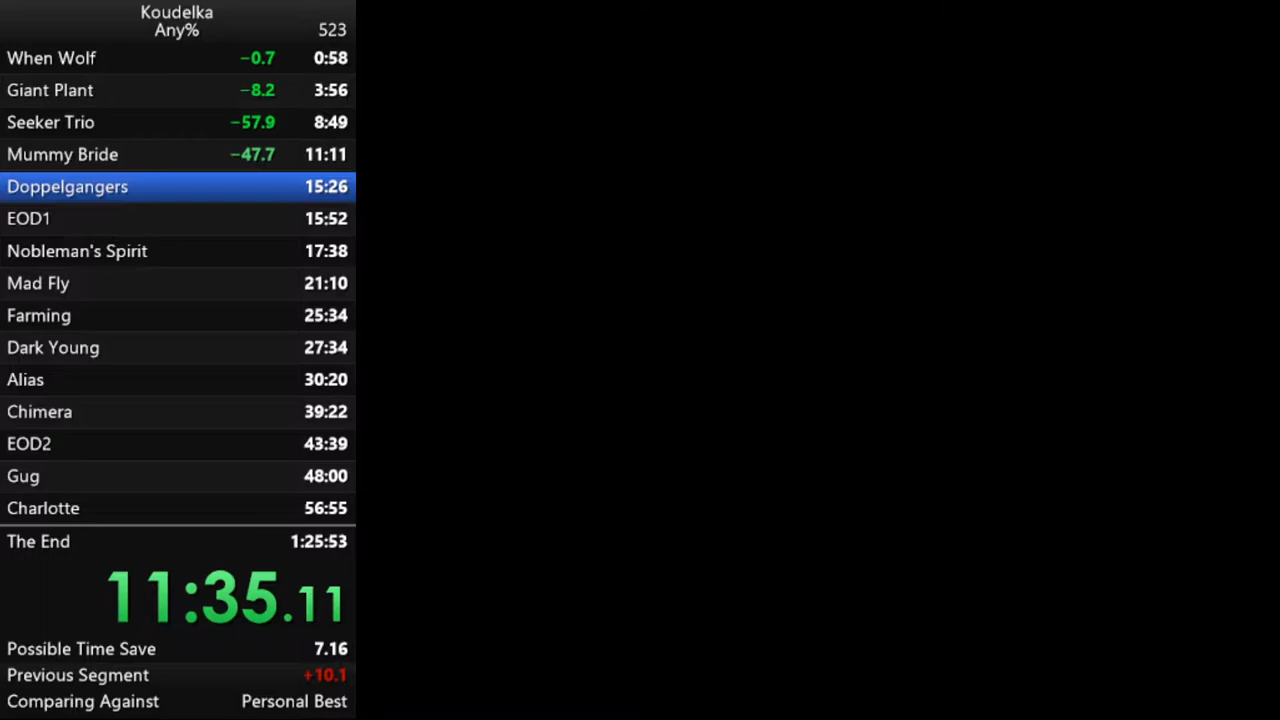 Koudelka
Any% 523
When Wolf −0.7 0:58
Giant Plant −8.2 3:56
Seeker Trio −57.9 8:49
Mummy Bride −47.7 11:11
Doppelgangers 15:26
EOD1 15:52
Nobleman's Spirit 17:38
Mad Fly 21:10
Farming 25:34
Dark Young 27:34
Alias 30:20
Chimera 39:22
EOD2 43:39
Gug 48:00
Charlotte 56:55
The End 1:25:53
11:35.11
Possible Time Save 7.16
Previous Segment +10.1
Comparing Against Personal Best